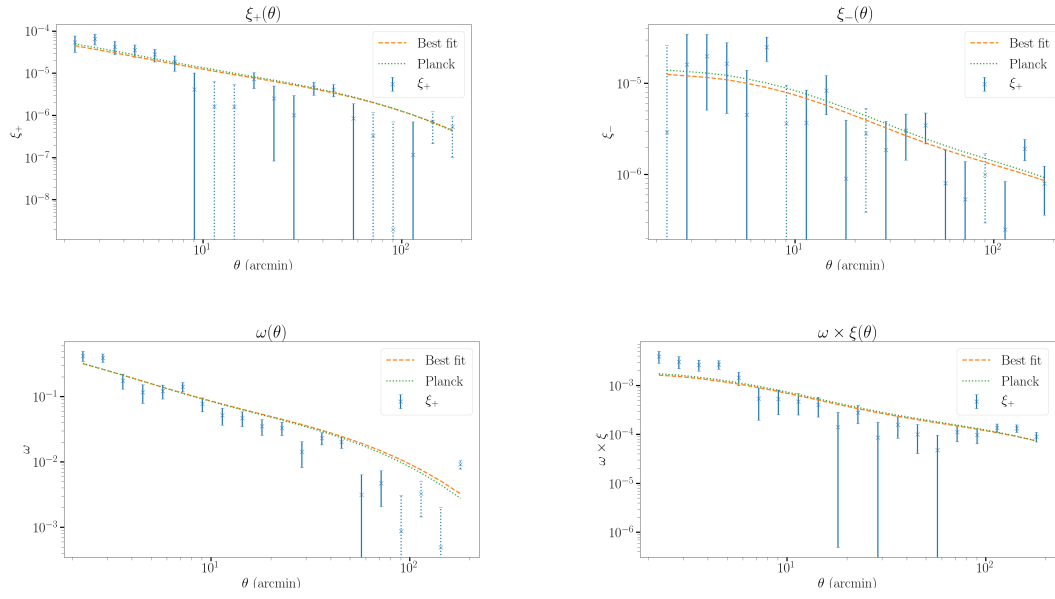 ξ₊(θ)
10⁻⁴
10⁻⁵
10⁻⁶
10⁻⁷
10⁻⁸
ξ₊
Best fit
Planck
ξ₊
10¹
10²
θ (arcmin)
ξ₋(θ)
10⁻⁵
10⁻⁶
ξ₋
Best fit
Planck
ξ₊
10¹
10²
θ (arcmin)
ω(θ)
10⁻¹
10⁻²
10⁻³
ω
Best fit
Planck
ξ₊
10¹
10²
θ (arcmin)
ω × ξ(θ)
10⁻³
10⁻⁴
10⁻⁵
10⁻⁶
ω × ξ
Best fit
Planck
ξ₊
10¹
10²
θ (arcmin)